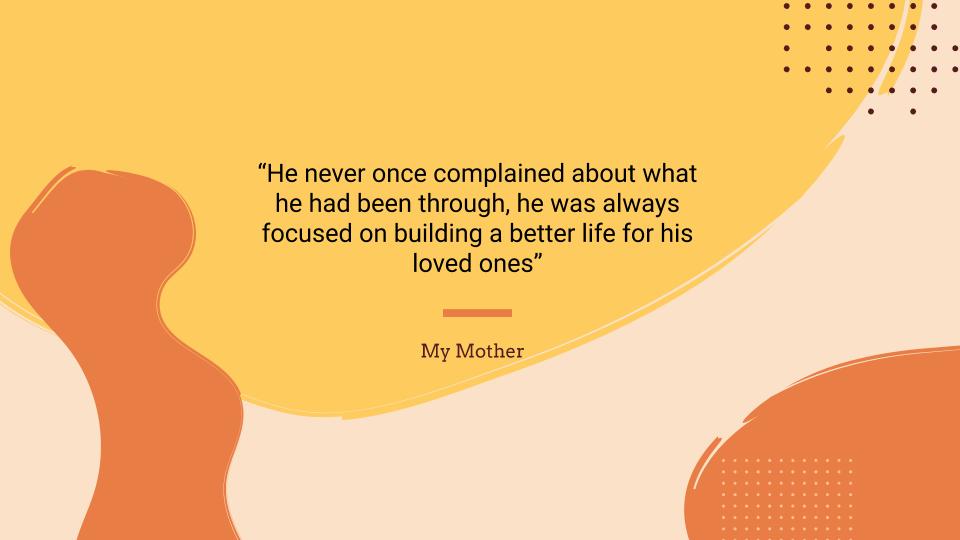 “He never once complained about what
he had been through, he was always
focused on building a better life for his
loved ones”
My Mother